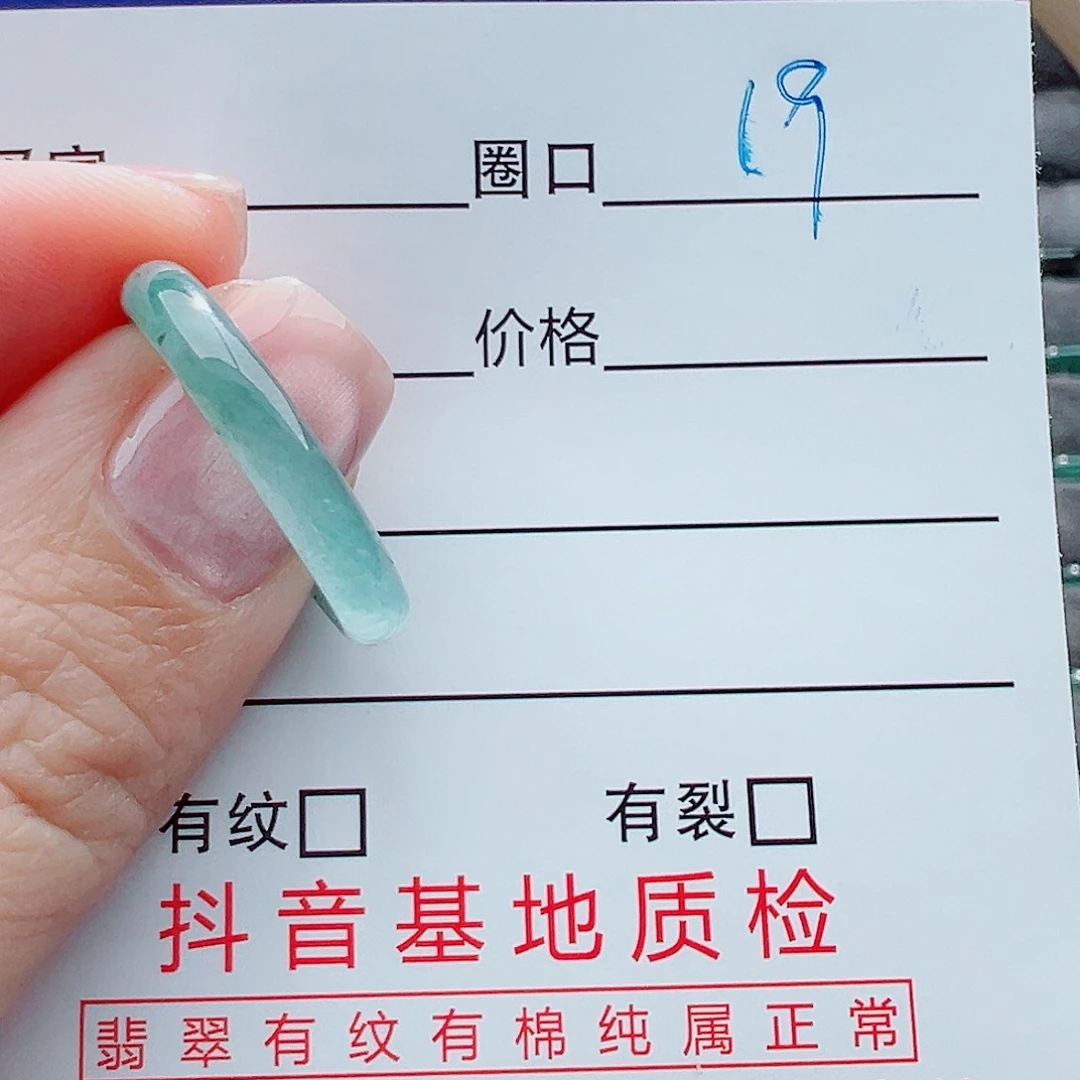 圈口 19
价格
有纹□ 有裂□
抖音基地质检
翡翠有纹有棉纯属正常